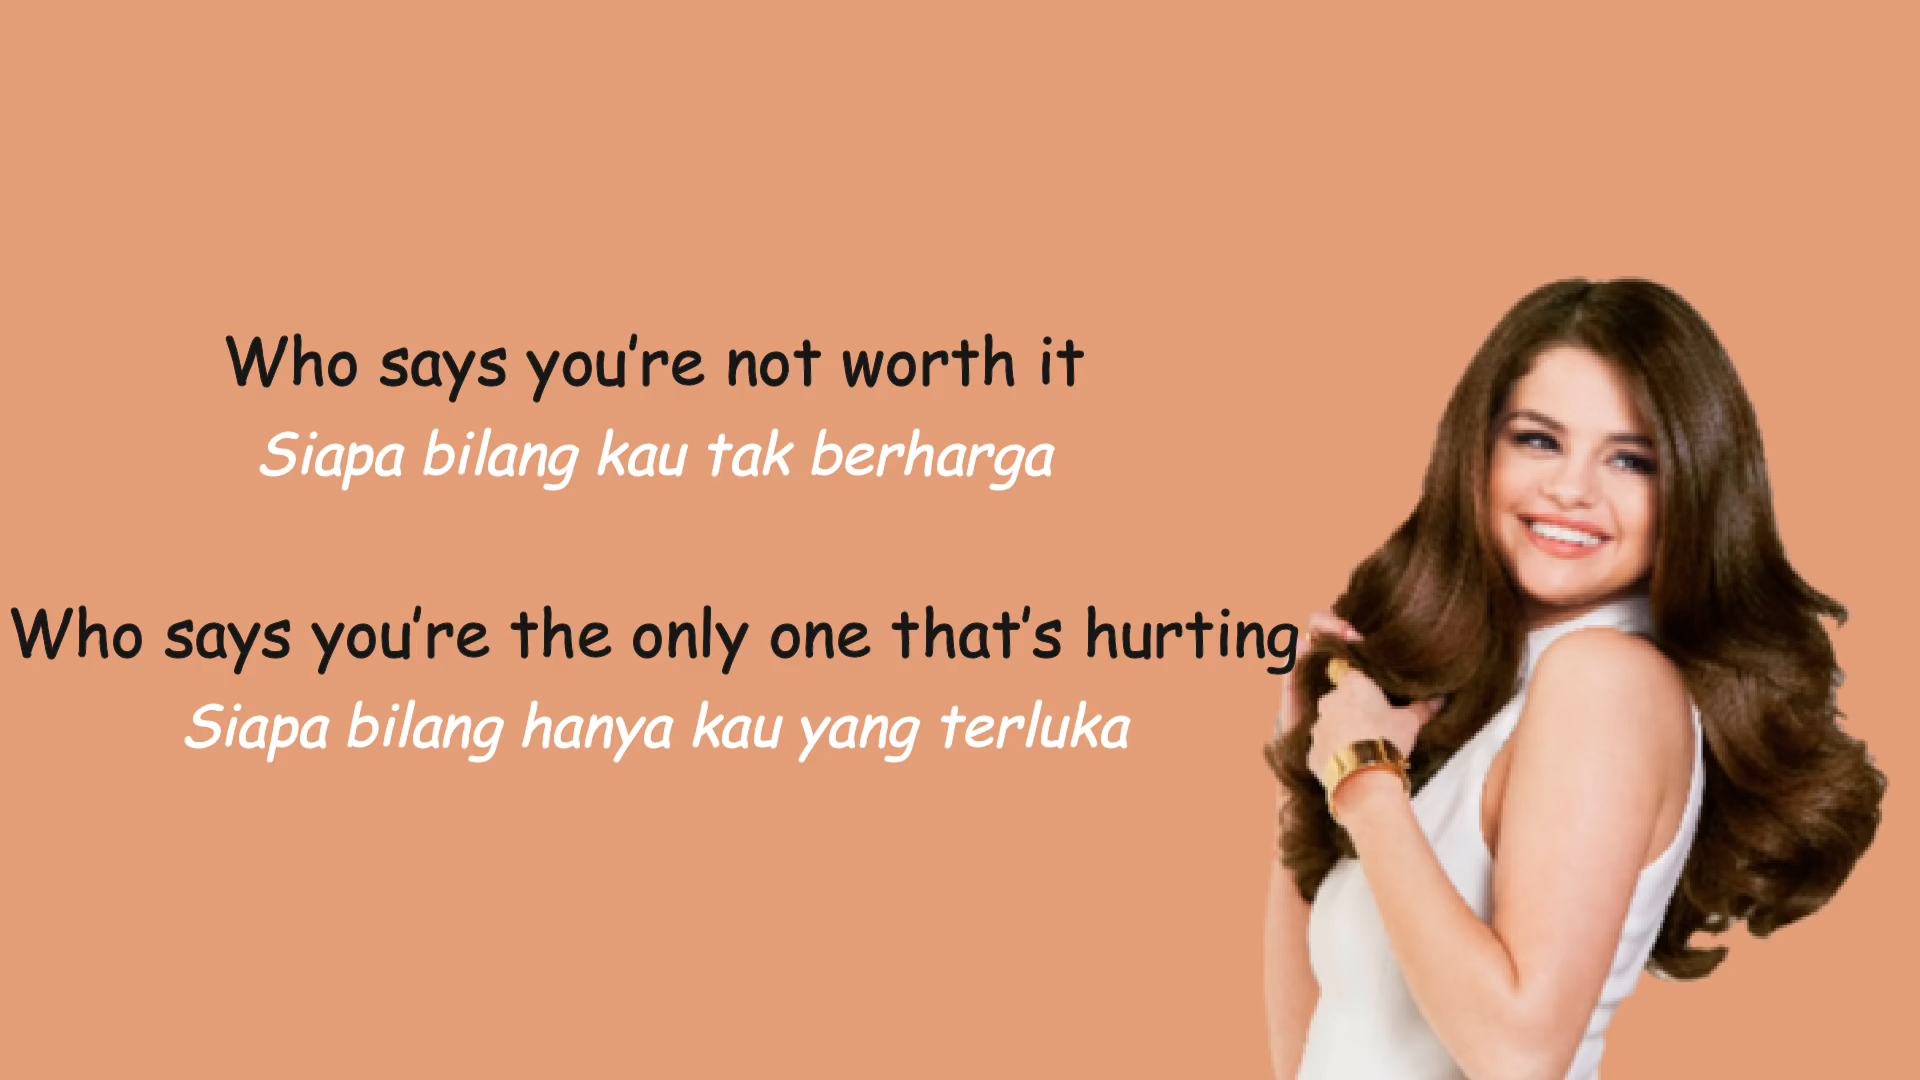 Who says you’re not worth it
Siapa bilang kau tak berharga
Who says you’re the only one that’s hurting
Siapa bilang hanya kau yang terluka